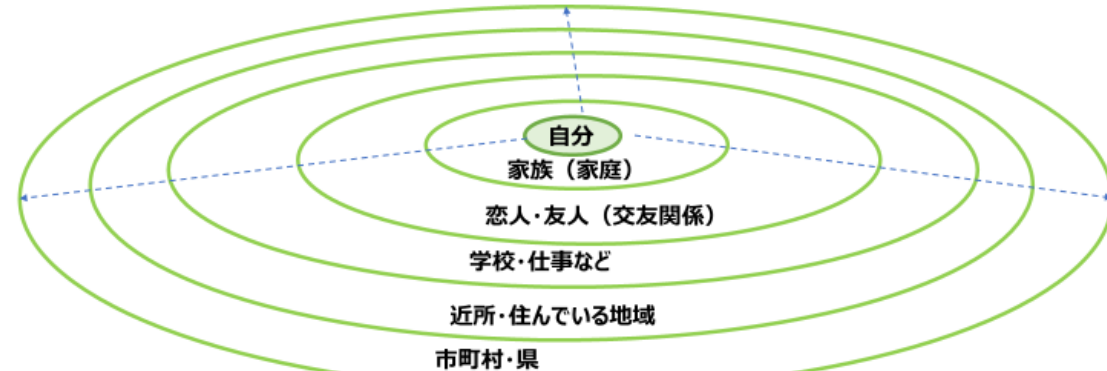 自分
家族（家庭）
恋人・友人（交友関係）
学校・仕事など
近所・住んでいる地域
市町村・県